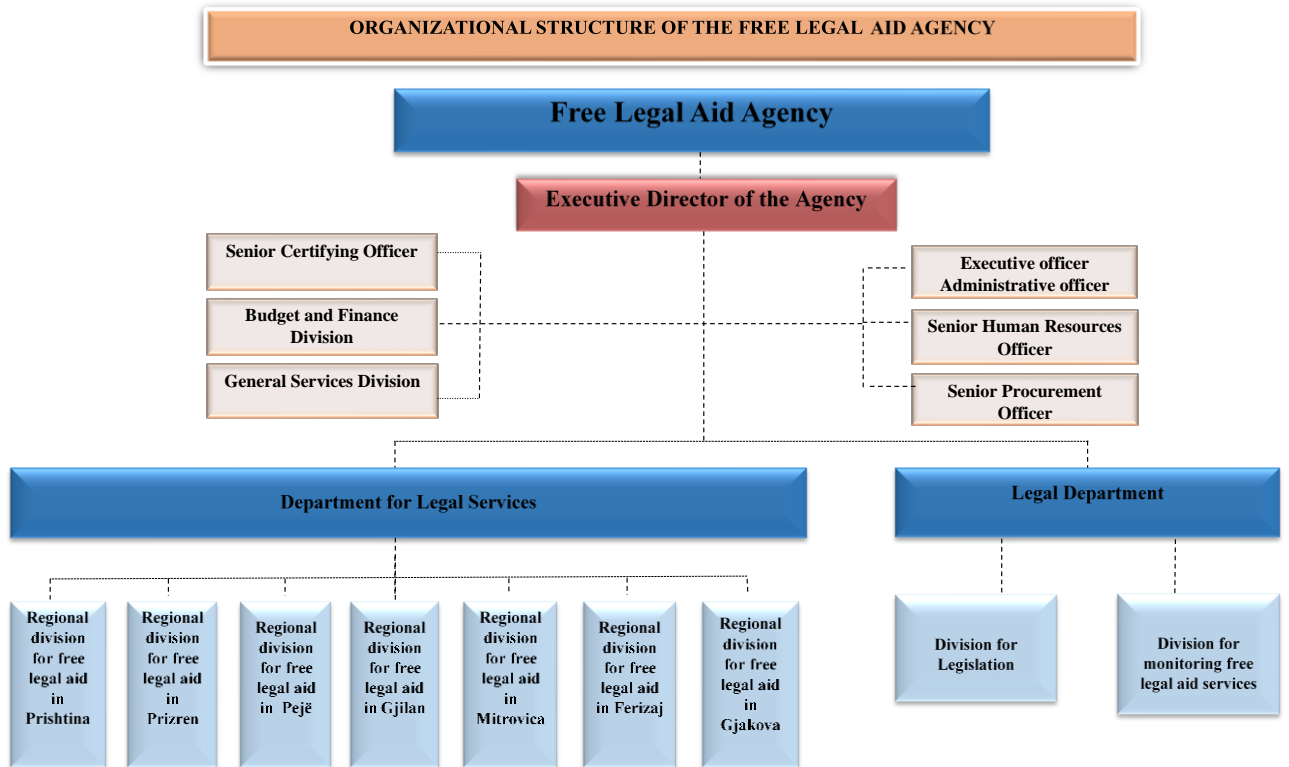 ORGANIZATIONAL STRUCTURE OF THE FREE LEGAL AID AGENCY
Free Legal Aid Agency
Executive Director of the Agency
Senior Certifying Officer
Budget and Finance
Division
General Services Division
Executive officer
Administrative officer
Senior Human Resources
Officer
Senior Procurement
Officer
Department for Legal Services
Legal Department
Regional
division
for free
legal aid
in
Prishtina
Regional
division
for free
legal aid
in
Prizren
Regional
division
for free
legal aid
in Pejë
Regional
division
for free
legal aid
in Gjilan
Regional
division
for free
legal aid
in
Mitrovica
Regional
division
for free
legal aid
in Ferizaj
Regional
division
for free
legal aid
in
Gjakova
Division for
Legislation
Division for
monitoring free
legal aid services